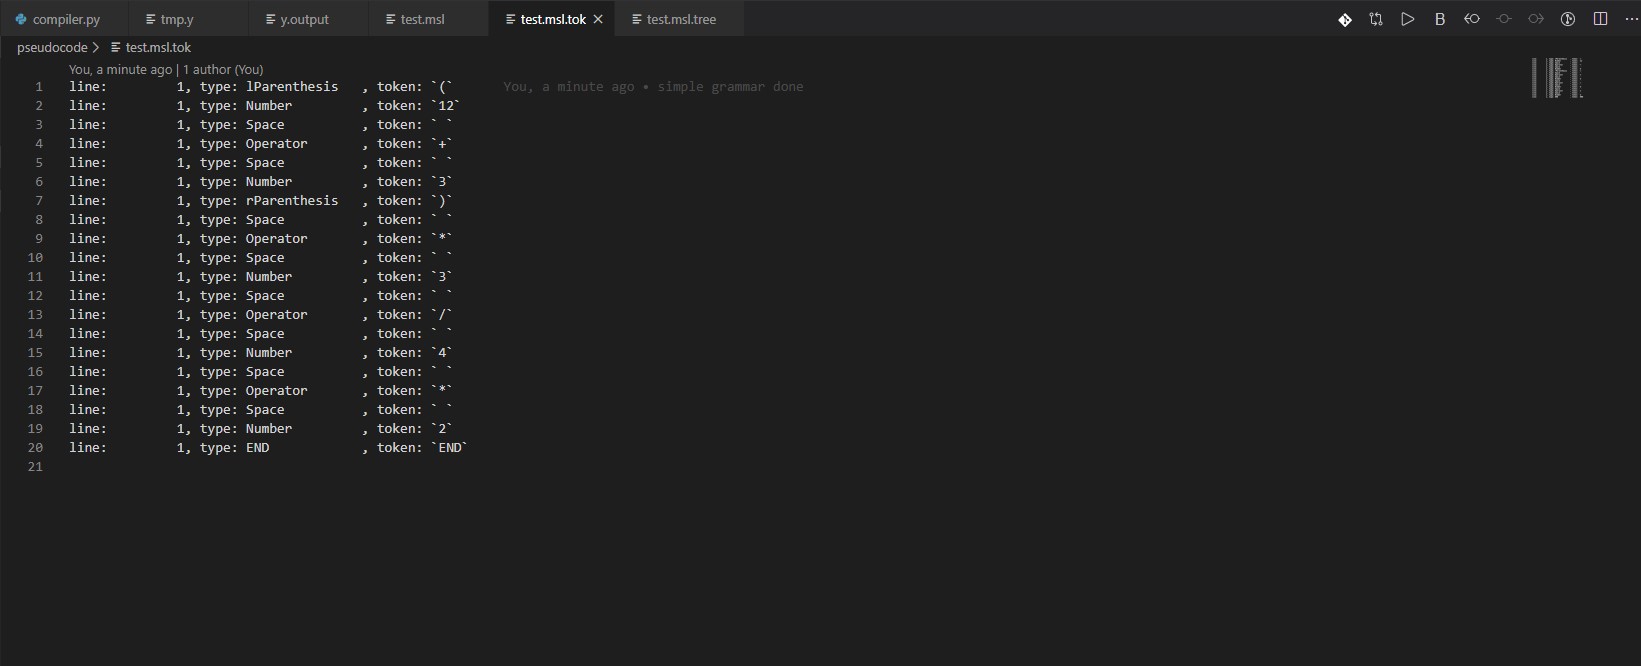 compiler.py tmp.y y.output test.msl test.msl.tok test.msl.tree B
pseudocode > test.msl.tok
You, a minute ago | 1 author (You)
1 line:         1, type: lParenthesis   , token: `(` You, a minute ago • simple grammar done
2 line:         1, type: Number         , token: `12`
3 line:         1, type: Space          , token: ` `
4 line:         1, type: Operator       , token: `+`
5 line:         1, type: Space          , token: ` `
6 line:         1, type: Number         , token: `3`
7 line:         1, type: rParenthesis   , token: `)`
8 line:         1, type: Space          , token: ` `
9 line:         1, type: Operator       , token: `*`
10 line:         1, type: Space          , token: ` `
11 line:         1, type: Number         , token: `3`
12 line:         1, type: Space          , token: ` `
13 line:         1, type: Operator       , token: `/`
14 line:         1, type: Space          , token: ` `
15 line:         1, type: Number         , token: `4`
16 line:         1, type: Space          , token: ` `
17 line:         1, type: Operator       , token: `*`
18 line:         1, type: Space          , token: ` `
19 line:         1, type: Number         , token: `2`
20 line:         1, type: END            , token: `END`
21